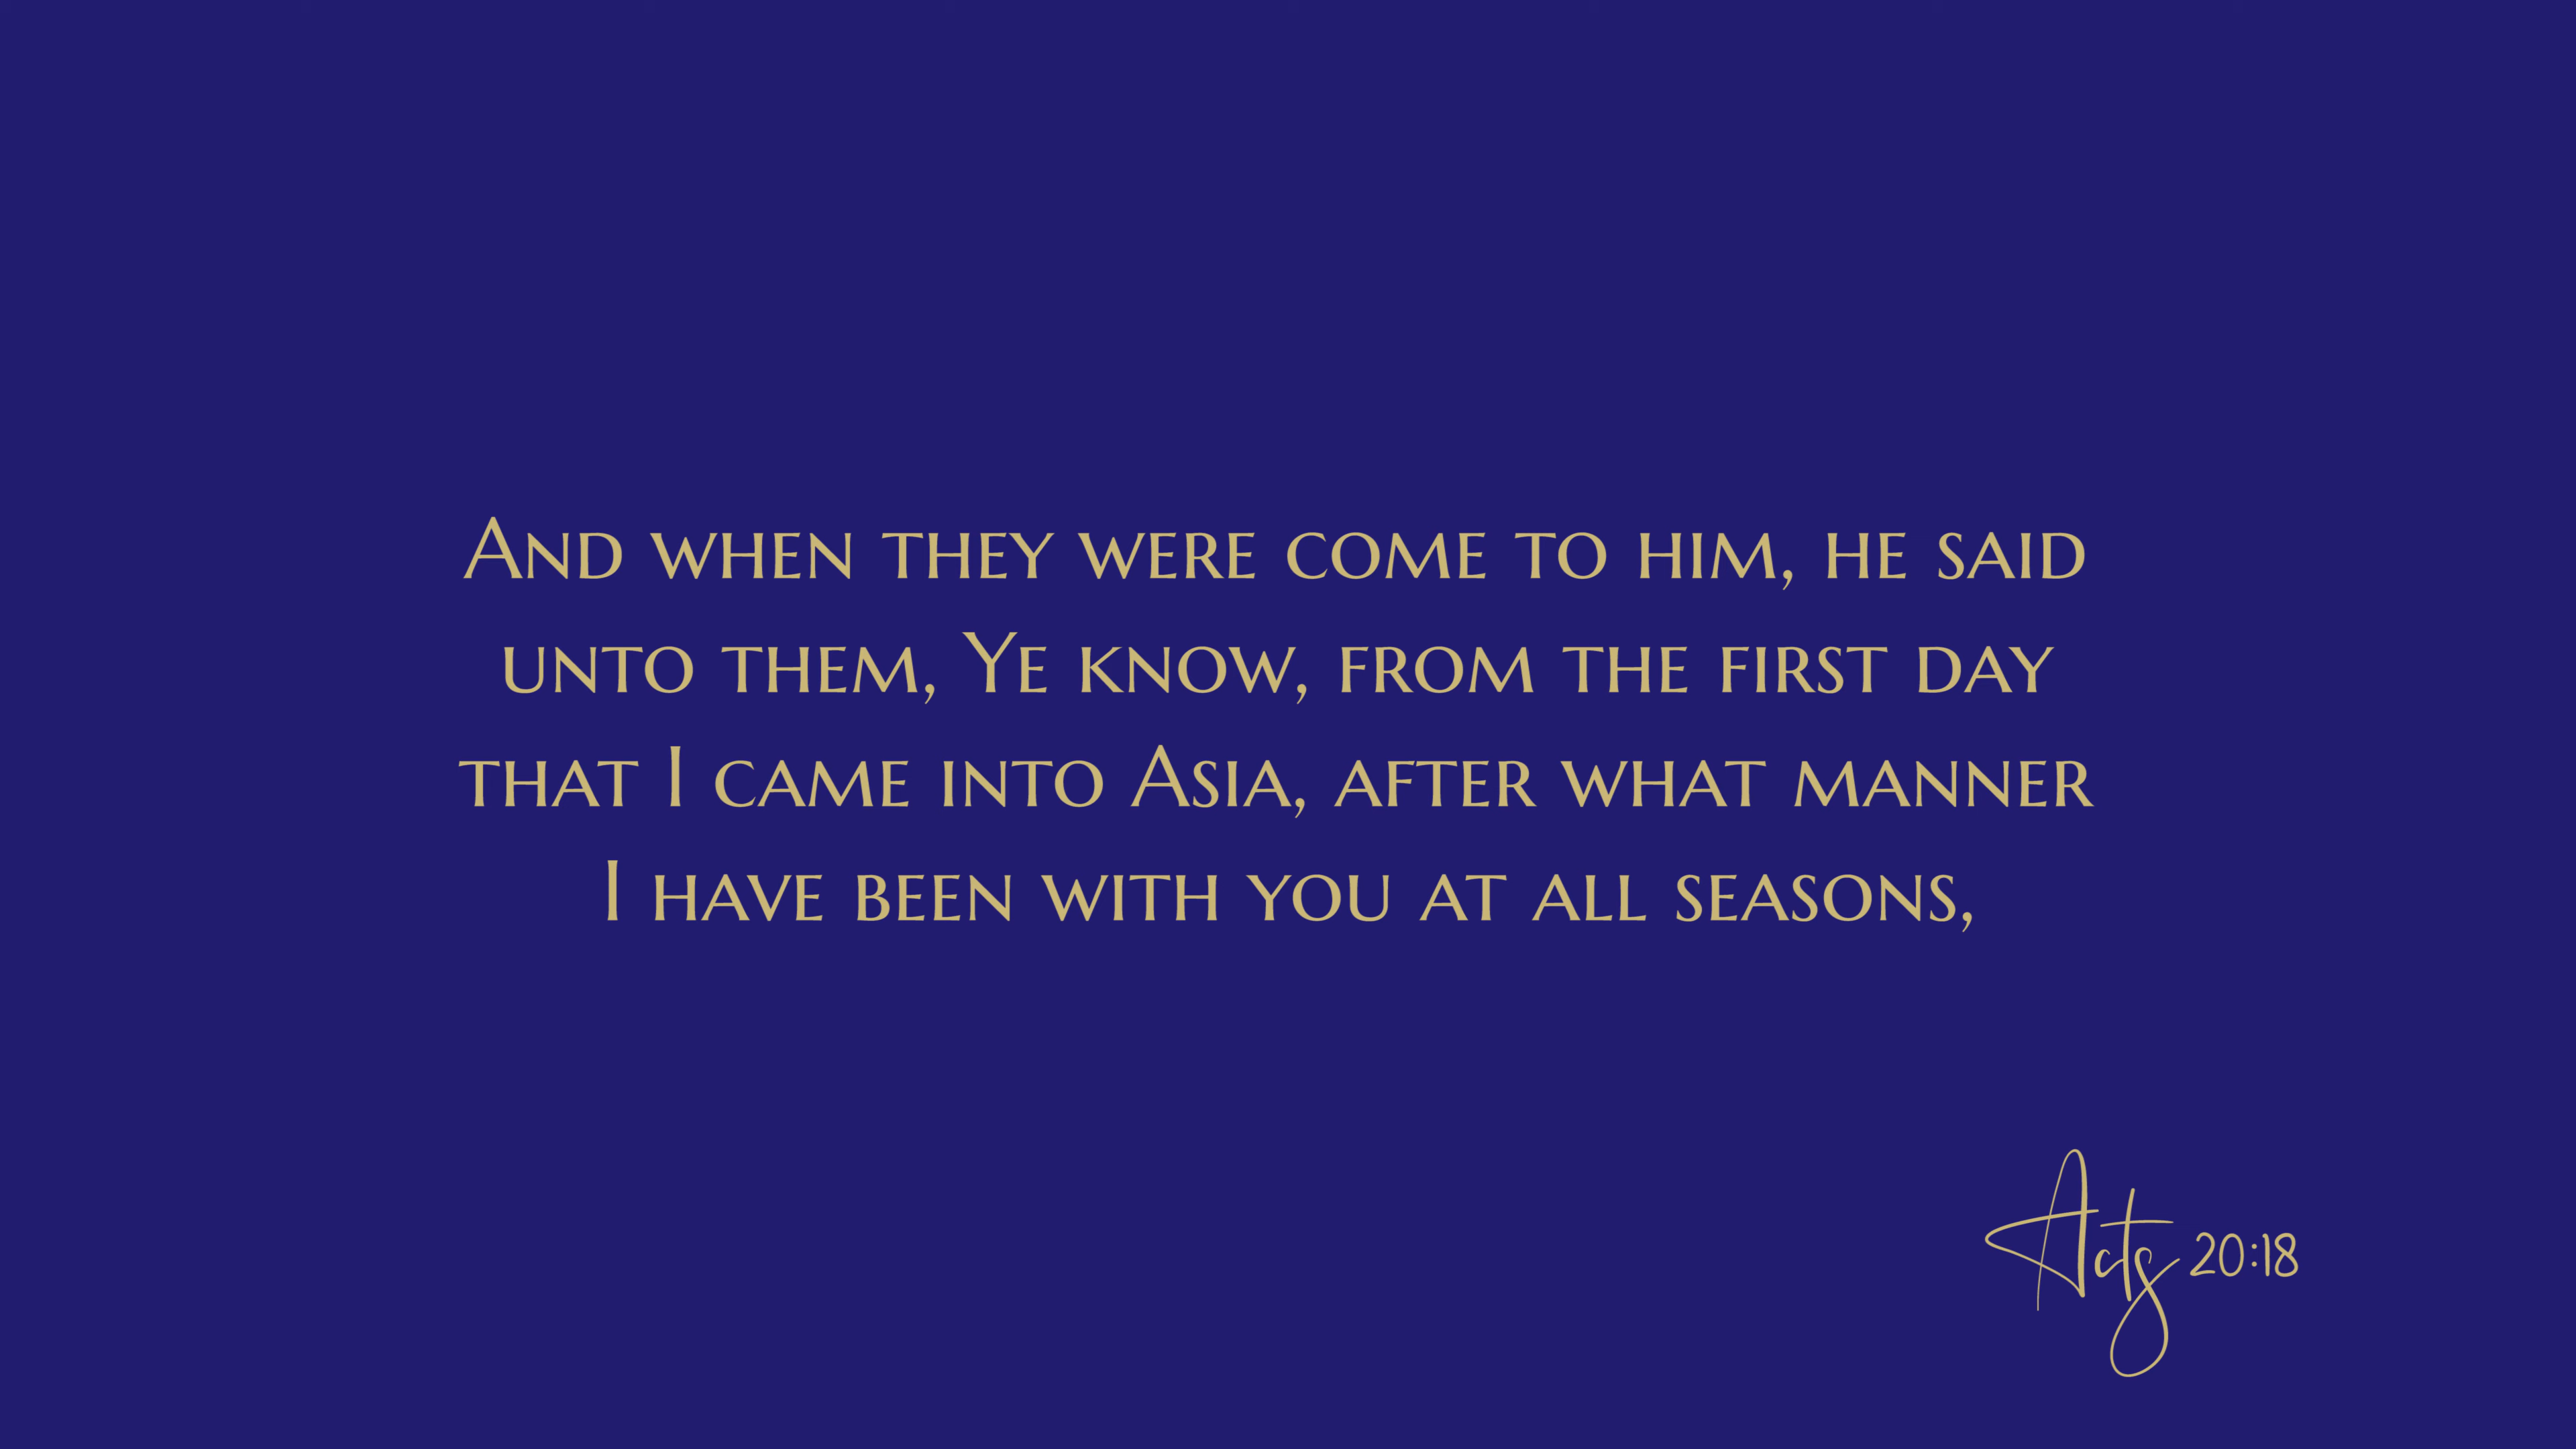 And when they were come to him, he said
unto them, Ye know, from the first day
that I came into Asia, after what manner
I have been with you at all seasons,
Acts 20:18